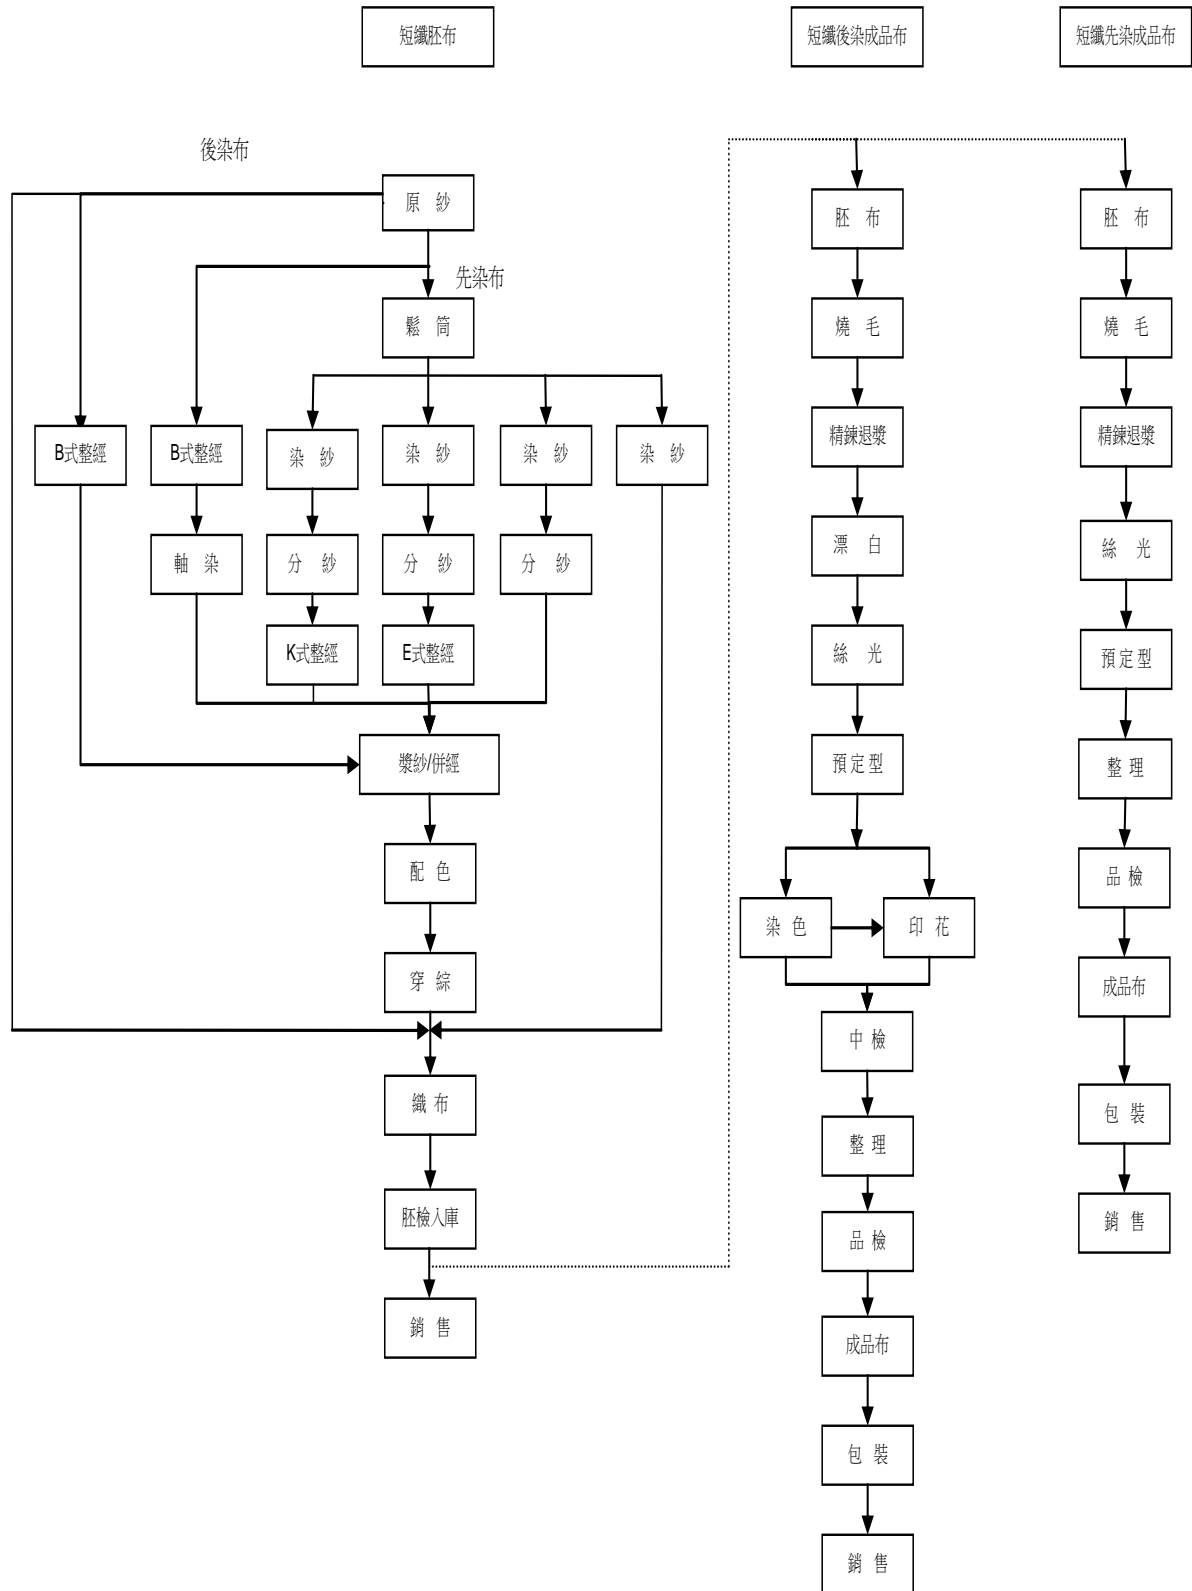 短纖胚布
短纖後染成品布
短纖先染成品布
後染布
原 紗
先染布
鬆 筒
B式整經
B式整經
染 紗
染 紗
染 紗
染 紗
軸 染
分 紗
分 紗
分 紗
K式整經
E式整經
漿紗/併經
配 色
穿 綜
織 布
胚檢入庫
銷 售
胚 布
燒 毛
精鍊退漿
漂 白
絲 光
預定型
染 色
印 花
中 檢
整 理
品 檢
成品布
包 裝
銷 售
胚 布
燒 毛
精鍊退漿
絲 光
預定型
整 理
品 檢
成品布
包 裝
銷 售